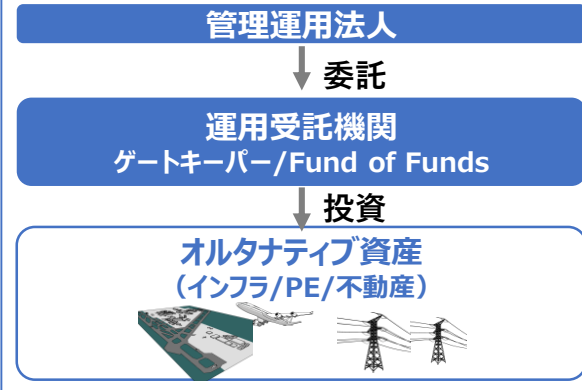 管理運用法人
委託
運用受託機関
ゲートキーパー/Fund of Funds
投資
オルタナティブ資産
（インフラ/PE/不動産）